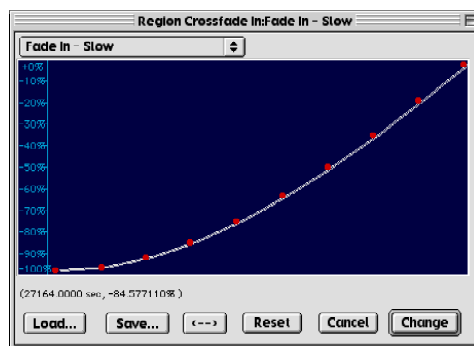 Region Crossfade In:Fade In - Slow
Fade In - Slow
+0%
-10%
-20%
-30%
-40%
-50%
-60%
-70%
-80%
-90%
-100%
(27164.0000 sec, -84.577110% )
Load... Save... <--> Reset Cancel Change